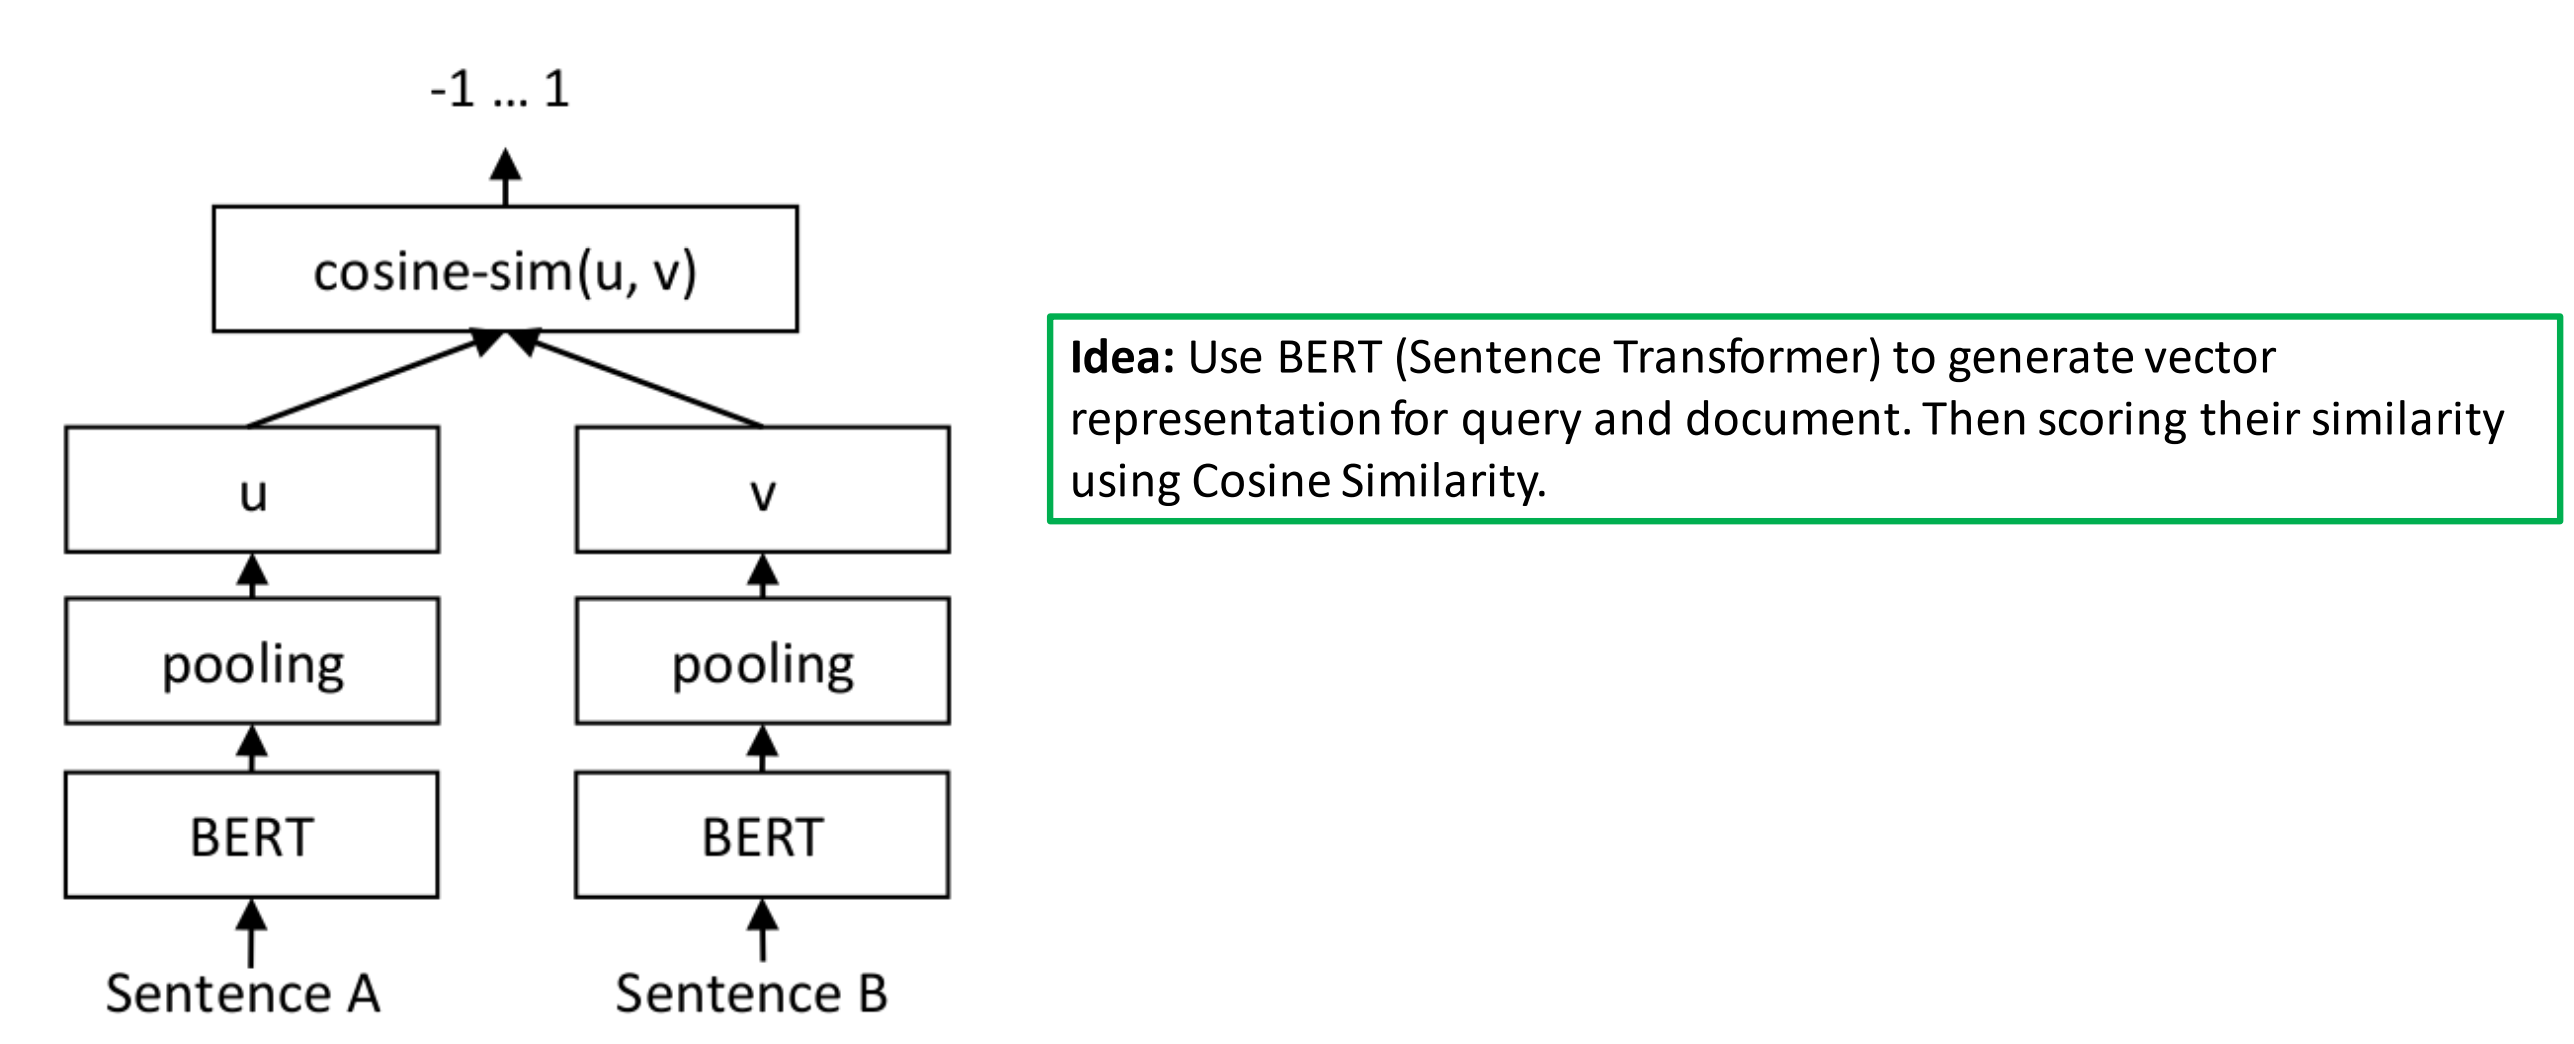 -1 ... 1
cosine-sim(u, v)
u
v
pooling
pooling
BERT
BERT
Sentence A
Sentence B
Idea: Use BERT (Sentence Transformer) to generate vector
representation for query and document. Then scoring their similarity
using Cosine Similarity.